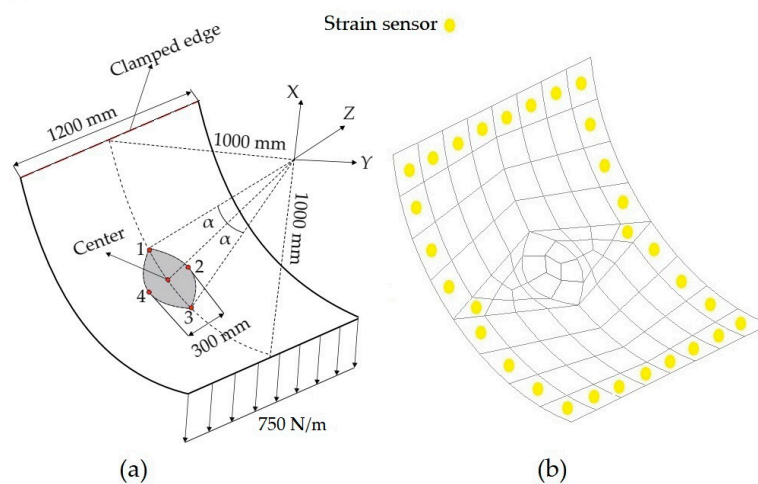 Strain sensor
Clamped edge
1200 mm
X
Z
1000 mm
Y
1000 mm
α
α
Center
1
2
4
3
300 mm
750 N/m
(a)
(b)